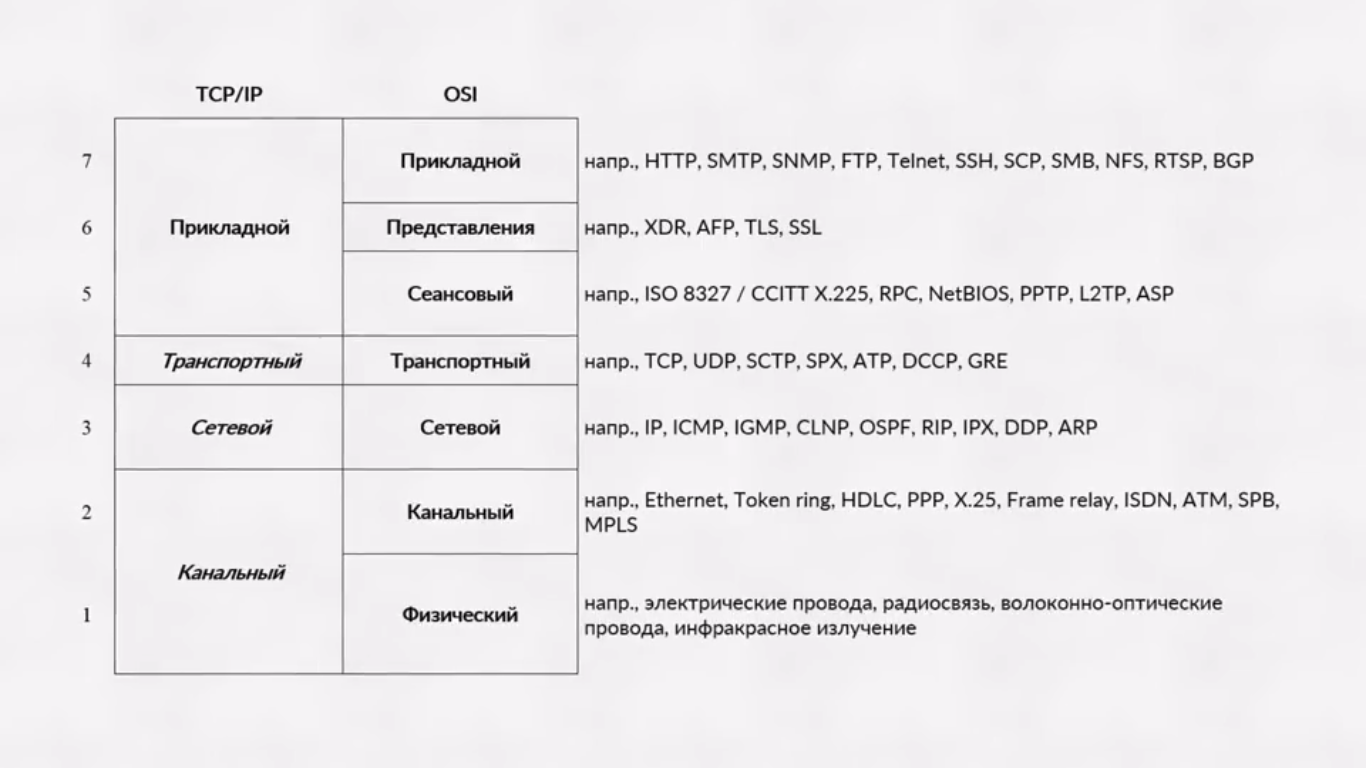 TCP/IP OSI
7 Прикладной напр., HTTP, SMTP, SNMP, FTP, Telnet, SSH, SCP, SMB, NFS, RTSP, BGP
6 Прикладной Представления напр., XDR, AFP, TLS, SSL
5 Сеансовый напр., ISO 8327 / CCITT X.225, RPC, NetBIOS, PPTP, L2TP, ASP
4 Транспортный Транспортный напр., TCP, UDP, SCTP, SPX, ATP, DCCP, GRE
3 Сетевой Сетевой напр., IP, ICMP, IGMP, CLNP, OSPF, RIP, IPX, DDP, ARP
2 Канальный напр., Ethernet, Token ring, HDLC, PPP, X.25, Frame relay, ISDN, ATM, SPB,
MPLS
Канальный
1 Физический напр., электрические провода, радиосвязь, волоконно-оптические
провода, инфракрасное излучение